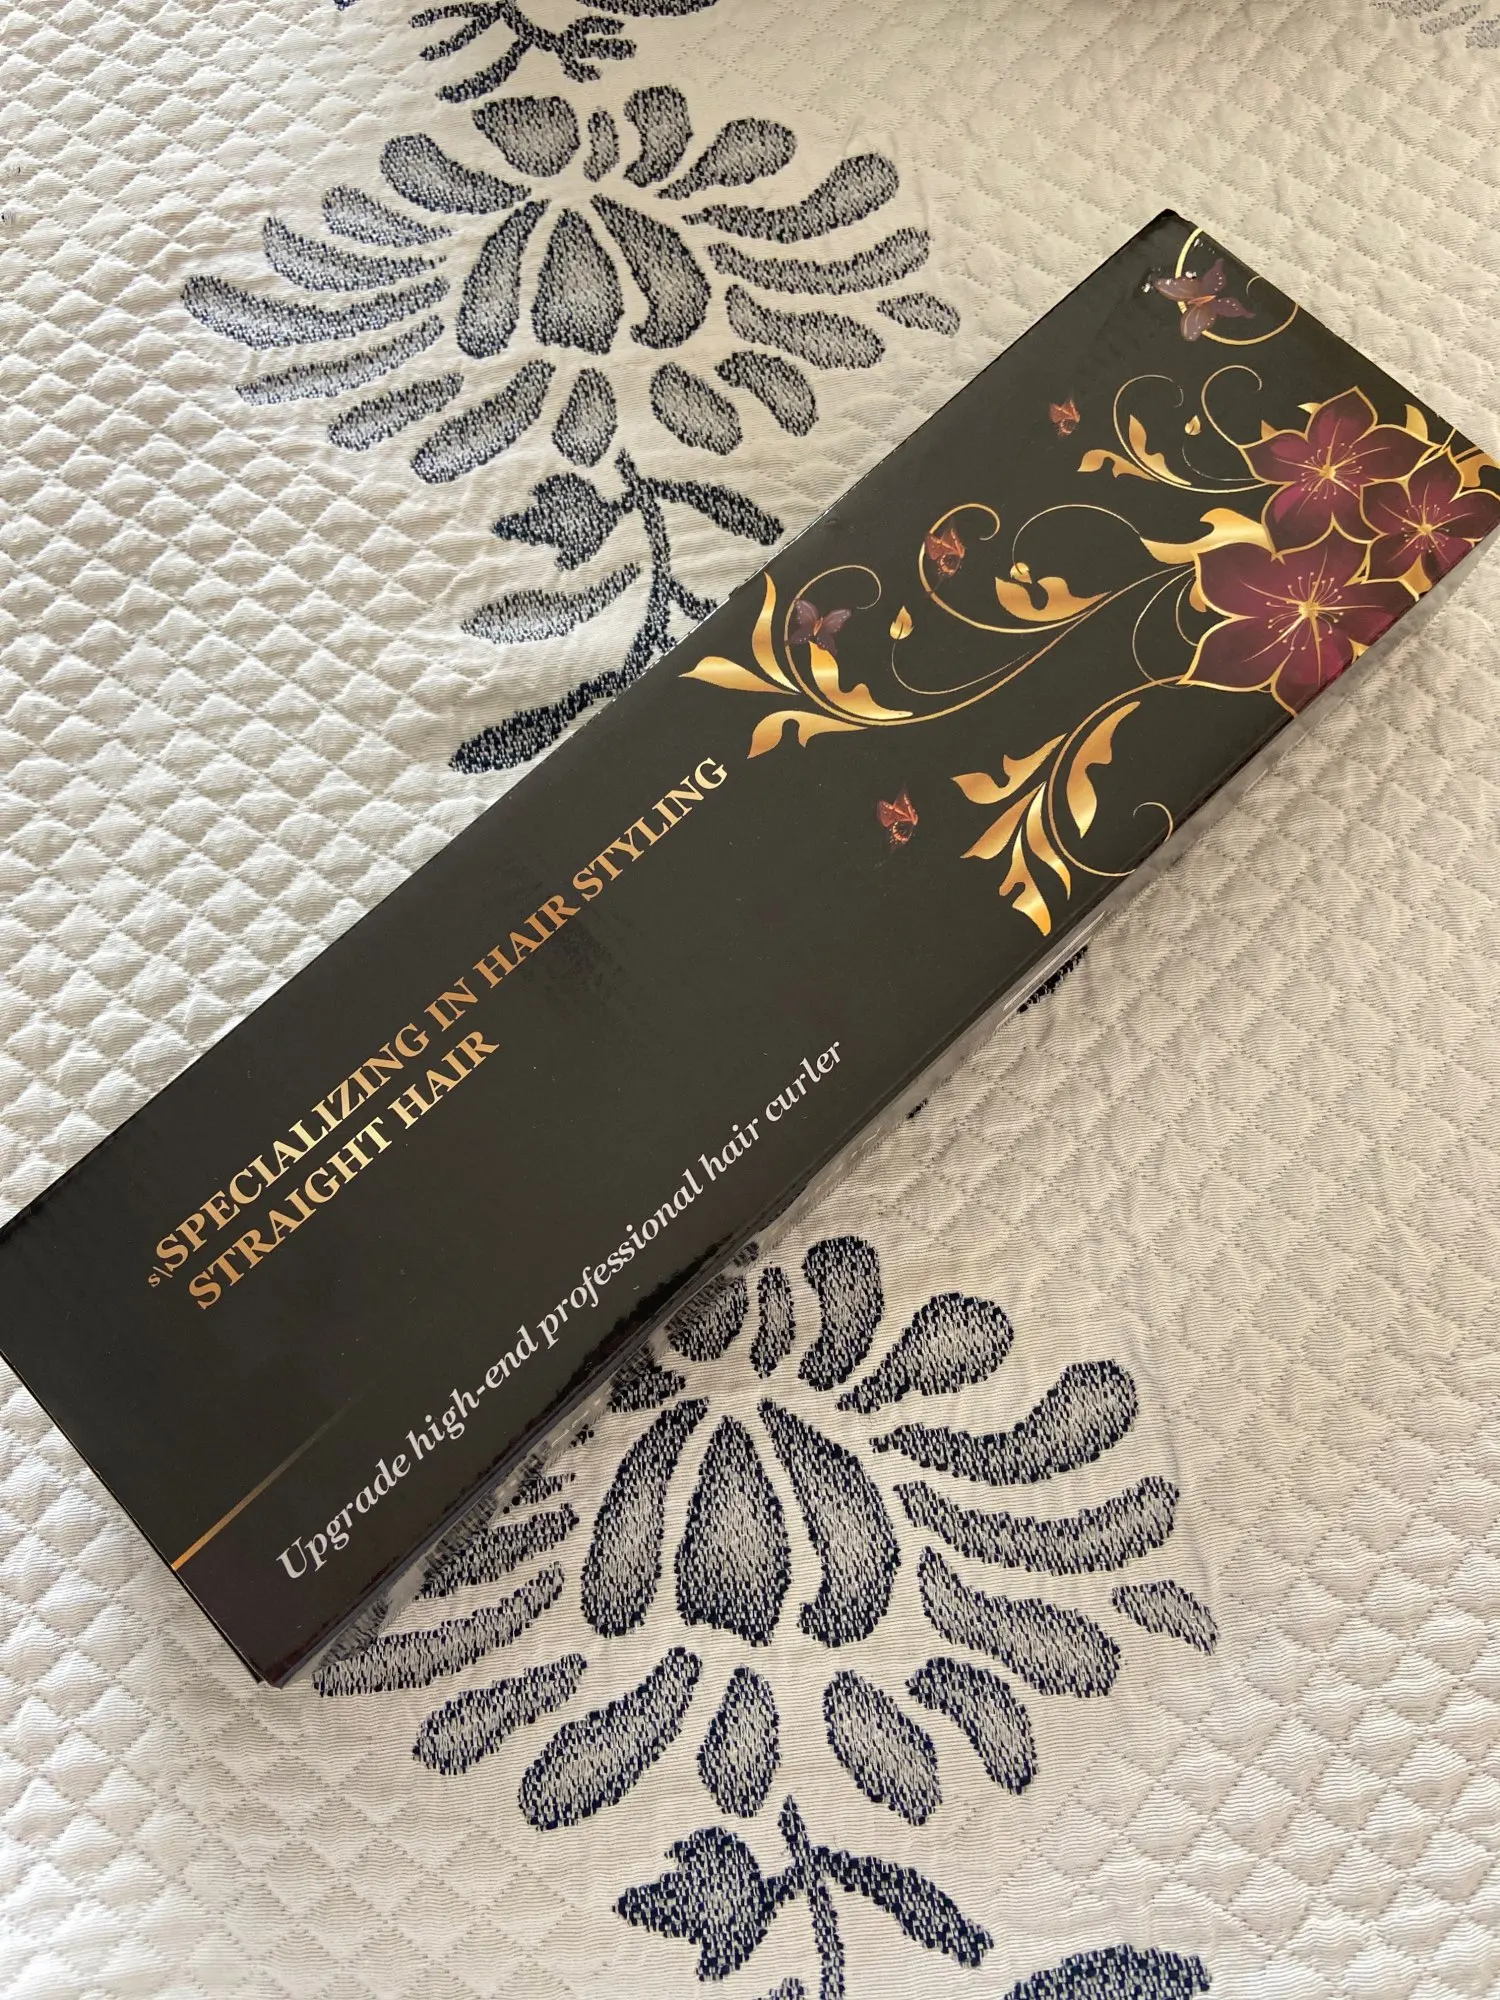 s\SPECIALIZING IN HAIR STYLING
STRAIGHT HAIR
Upgrade high-end professional hair curler